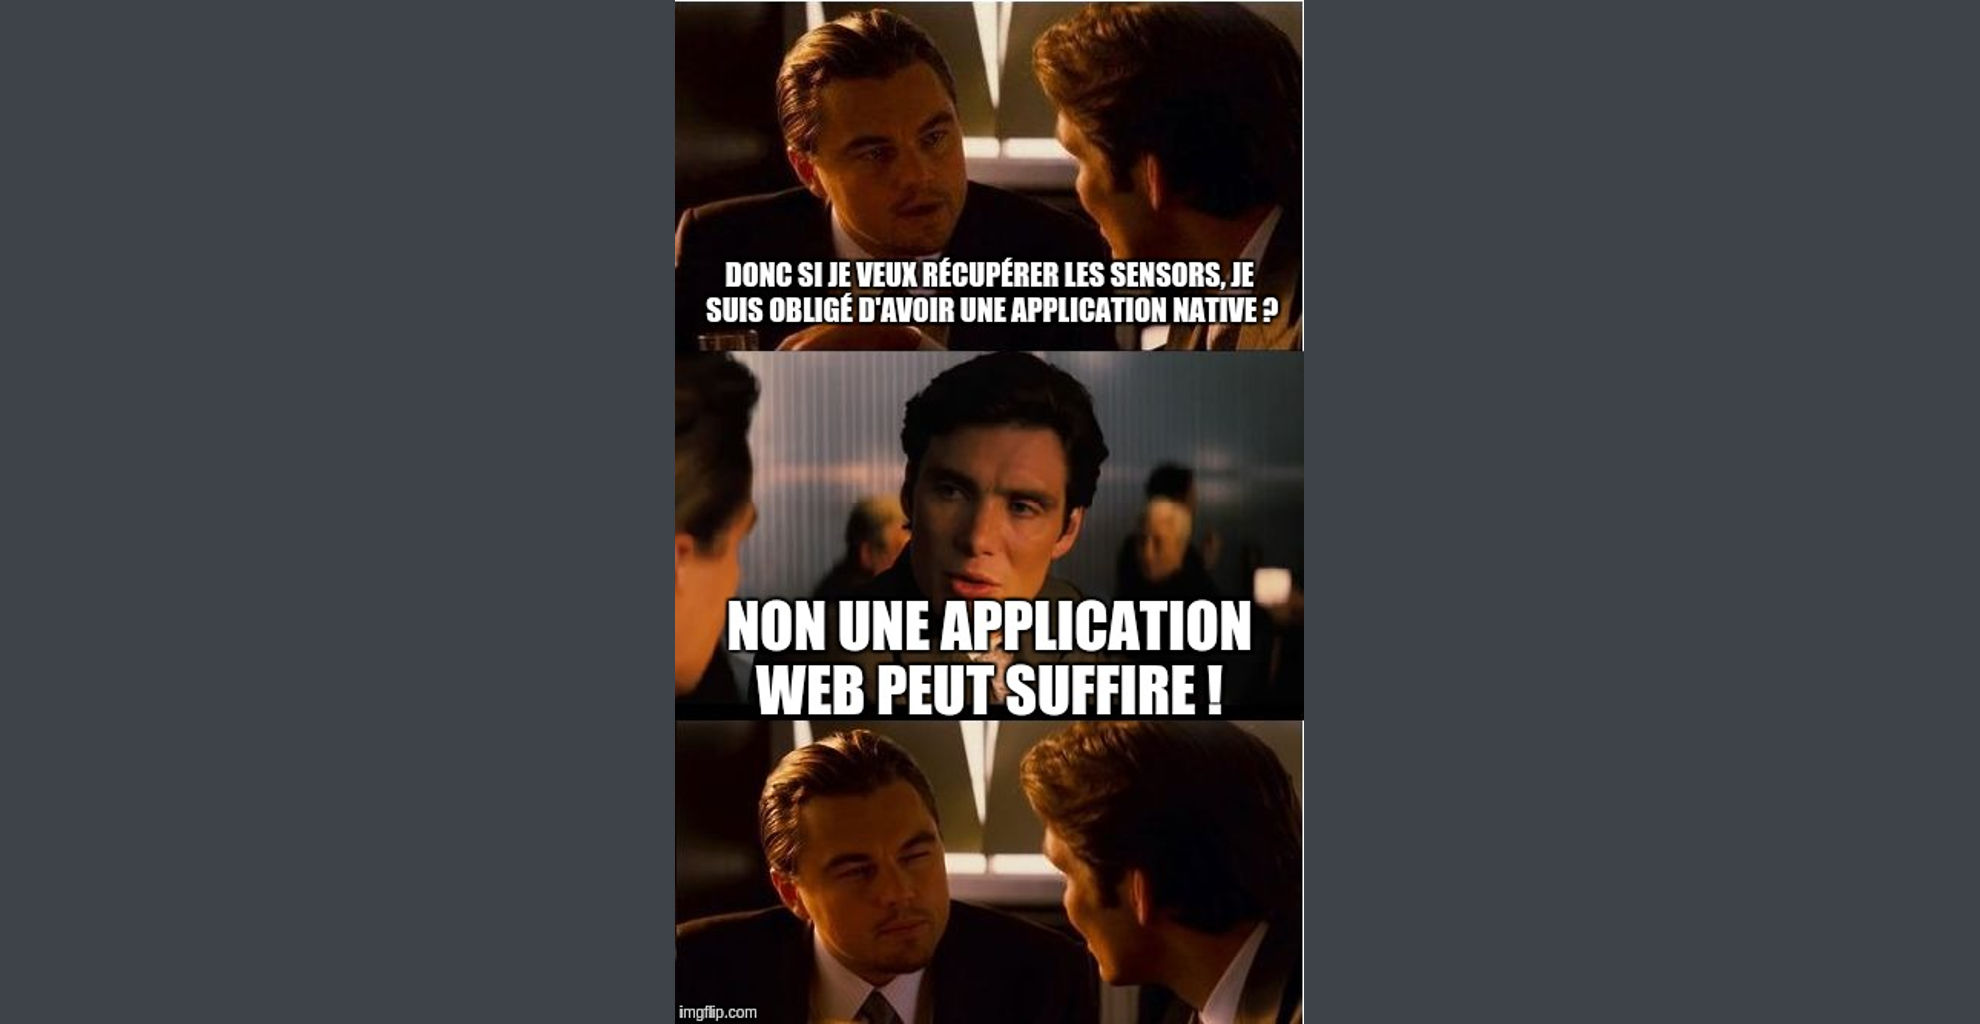 DONC SI JE VEUX RÉCUPÉRER LES SENSORS, JE
SUIS OBLIGÉ D'AVOIR UNE APPLICATION NATIVE ?
NON UNE APPLICATION
WEB PEUT SUFFIRE !
imgflip.com